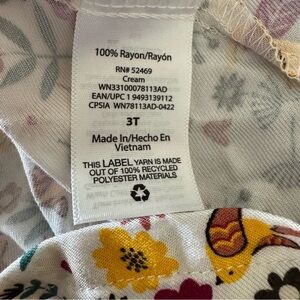 100% Rayon/Rayón
RN# 52469
Cream
WN33100078113AD
EAN/UPC 1 9493139112
CPSIA WN78113AD-0422
3T
Made In/Hecho En
Vietnam
THIS LABEL YARN IS MADE
OUT OF 100% RECYCLED
POLYESTER MATERIALS